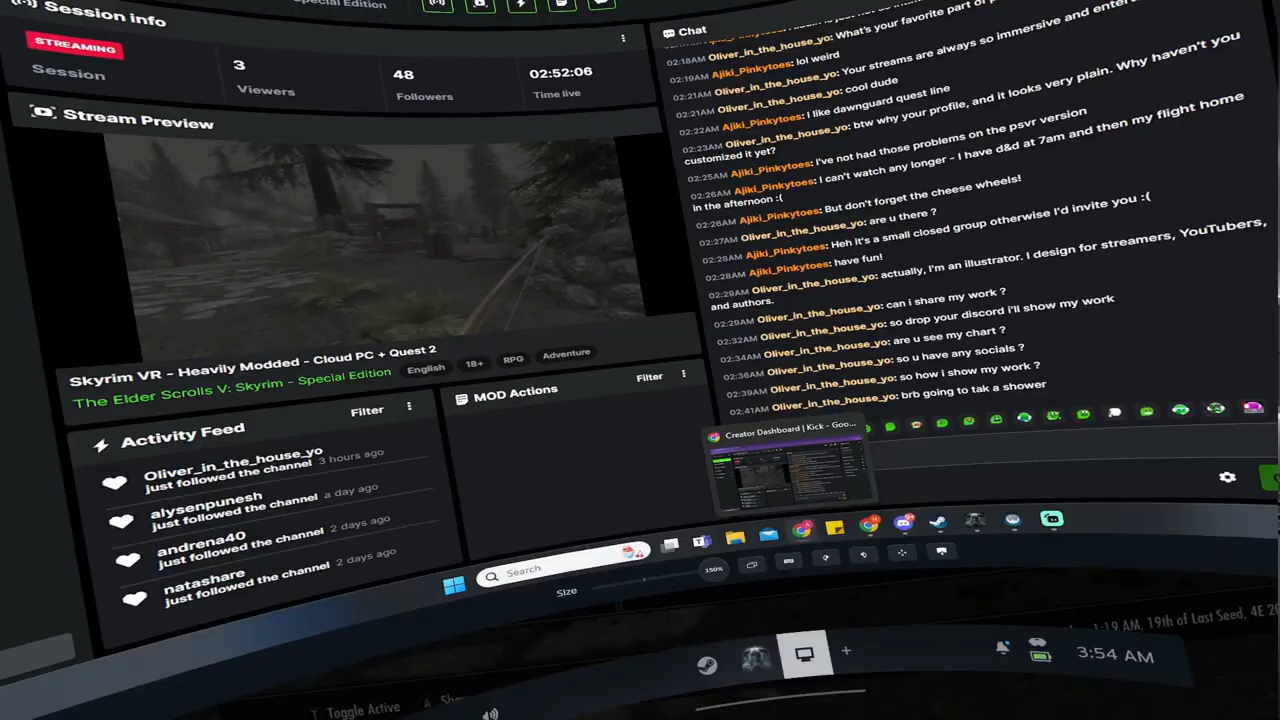 Special Edition
Session info
STREAMING
Session
3
Viewers
48
Followers
02:52:06
Time live
Stream Preview
Skyrim VR - Heavily Modded - Cloud PC + Quest 2
The Elder Scrolls V: Skyrim - Special Edition
English
18+
RPG
Adventure
Activity Feed
Filter
Oliver_in_the_house_yo
just followed the channel
3 hours ago
alysenpunesh
just followed the channel
a day ago
andrena40
just followed the channel
2 days ago
natashare
just followed the channel
2 days ago
MOD Actions
Filter
Chat
02:18AM Oliver_in_the_house_yo: What's your favorite part of
02:19AM Ajiki_Pinkytoes: lol weird
02:21AM Oliver_in_the_house_yo: Your streams are always so immersive and
02:21AM Oliver_in_the_house_yo: cool dude
02:22AM Ajiki_Pinkytoes: I like dawnguard quest line
02:23AM Oliver_in_the_house_yo: btw why your profile, and it looks very plain. Why haven't you
customized it yet?
02:25AM Ajiki_Pinkytoes: I've not had those problems on the psvr version
02:26AM Ajiki_Pinkytoes: I can't watch any longer - I have d&d at 7am and then my flight home
in the afternoon :(
02:26AM Ajiki_Pinkytoes: But don't forget the cheese wheels!
02:27AM Oliver_in_the_house_yo: are u there ?
02:28AM Ajiki_Pinkytoes: Heh it's a small closed group otherwise I'd invite you :(
02:28AM Ajiki_Pinkytoes: have fun!
02:29AM Oliver_in_the_house_yo: actually, I'm an illustrator. I design for streamers, YouTubers,
and authors.
02:29AM Oliver_in_the_house_yo: can i share my work ?
02:32AM Oliver_in_the_house_yo: so drop your discord i'll show my work
02:34AM Oliver_in_the_house_yo: are u see my chart ?
02:36AM Oliver_in_the_house_yo: so u have any socials ?
02:39AM Oliver_in_the_house_yo: so how i show my work ?
02:41AM Oliver_in_the_house_yo: brb going to tak a shower
Creator Dashboard | Kick - Goo...
Search
Size
150%
1:19 AM, 19th of Last Seed, 4E
3:54 AM
T Toggle Active
A